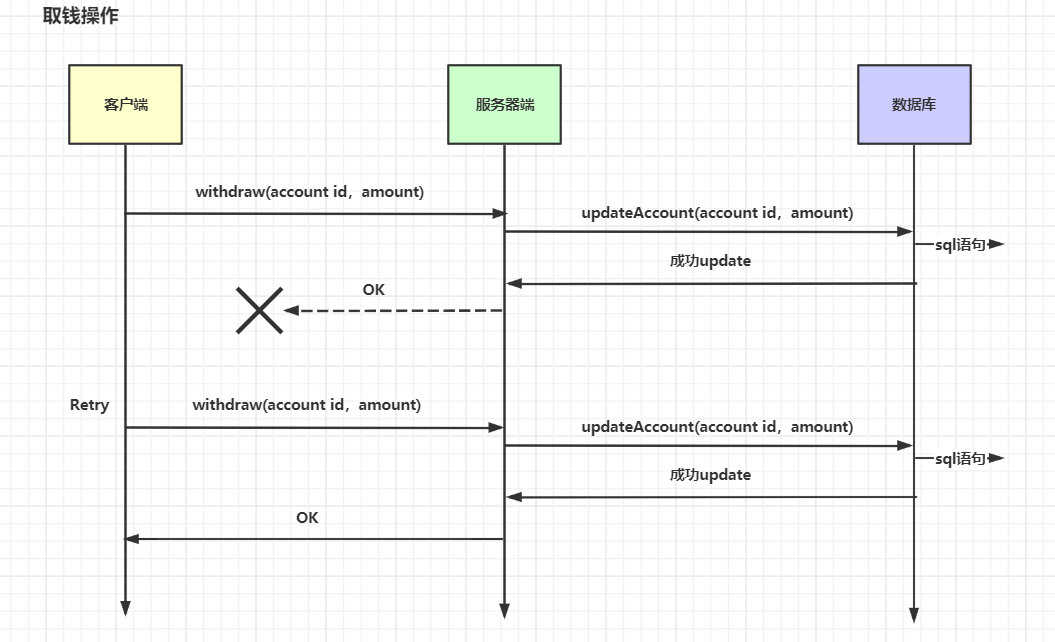 取钱操作
客户端
服务器端
数据库
withdraw(account id，amount)
updateAccount(account id，amount)
sql语句
成功update
OK
Retry
withdraw(account id，amount)
updateAccount(account id，amount)
sql语句
成功update
OK